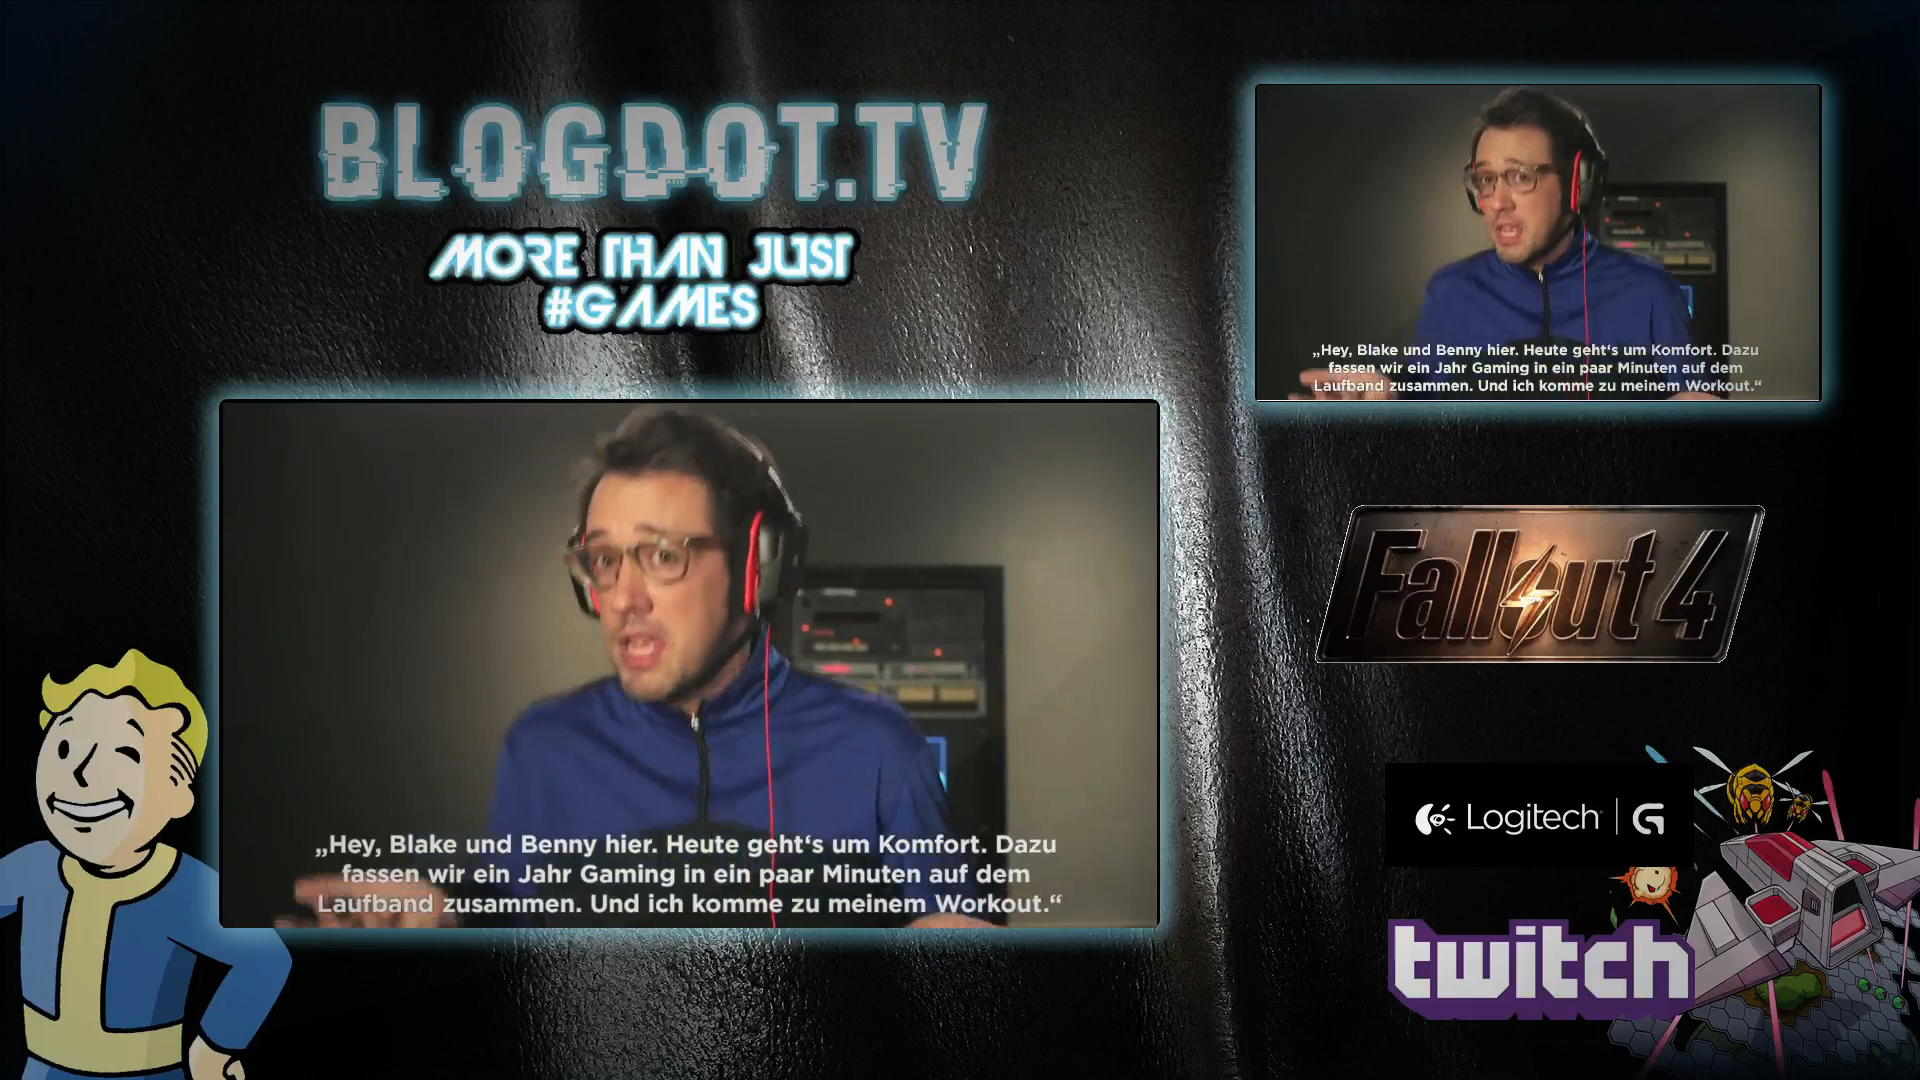 BLOGDOT.TV
MORE THAN JUST
#GAMES
„Hey, Blake und Benny hier. Heute geht‘s um Komfort. Dazu
fassen wir ein Jahr Gaming in ein paar Minuten auf dem
Laufband zusammen. Und ich komme zu meinem Workout.“
„Hey, Blake und Benny hier. Heute geht‘s um Komfort. Dazu
fassen wir ein Jahr Gaming in ein paar Minuten auf dem
Laufband zusammen. Und ich komme zu meinem Workout.“
Fallout 4
Logitech G
twitch